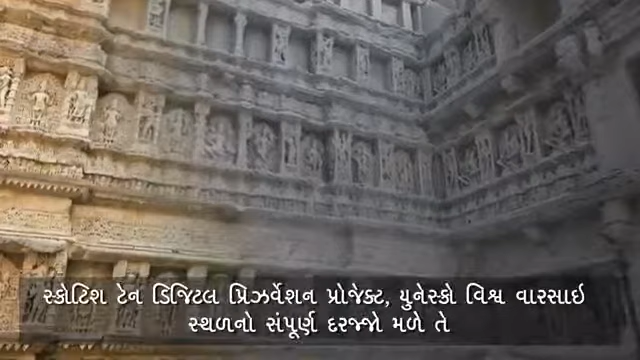 સ્કોટિશ ટેન ડિજિટલ પ્રિઝર્વેશન પ્રોજેક્ટ, યુનેસ્કો વિશ્વ વારસાઇ
સ્થળનો સંપૂર્ણ દરજ્જો મળે તે